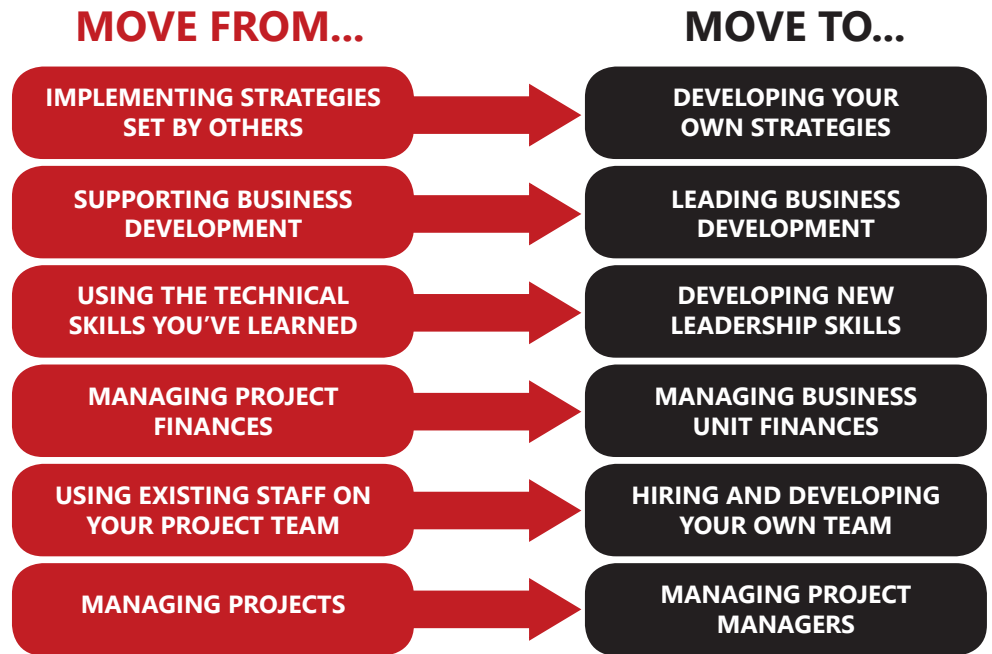 MOVE FROM...
MOVE TO...
IMPLEMENTING STRATEGIES
SET BY OTHERS
DEVELOPING YOUR
OWN STRATEGIES
SUPPORTING BUSINESS
DEVELOPMENT
LEADING BUSINESS
DEVELOPMENT
USING THE TECHNICAL
SKILLS YOU’VE LEARNED
DEVELOPING NEW
LEADERSHIP SKILLS
MANAGING PROJECT
FINANCES
MANAGING BUSINESS
UNIT FINANCES
USING EXISTING STAFF ON
YOUR PROJECT TEAM
HIRING AND DEVELOPING
YOUR OWN TEAM
MANAGING PROJECTS
MANAGING PROJECT
MANAGERS